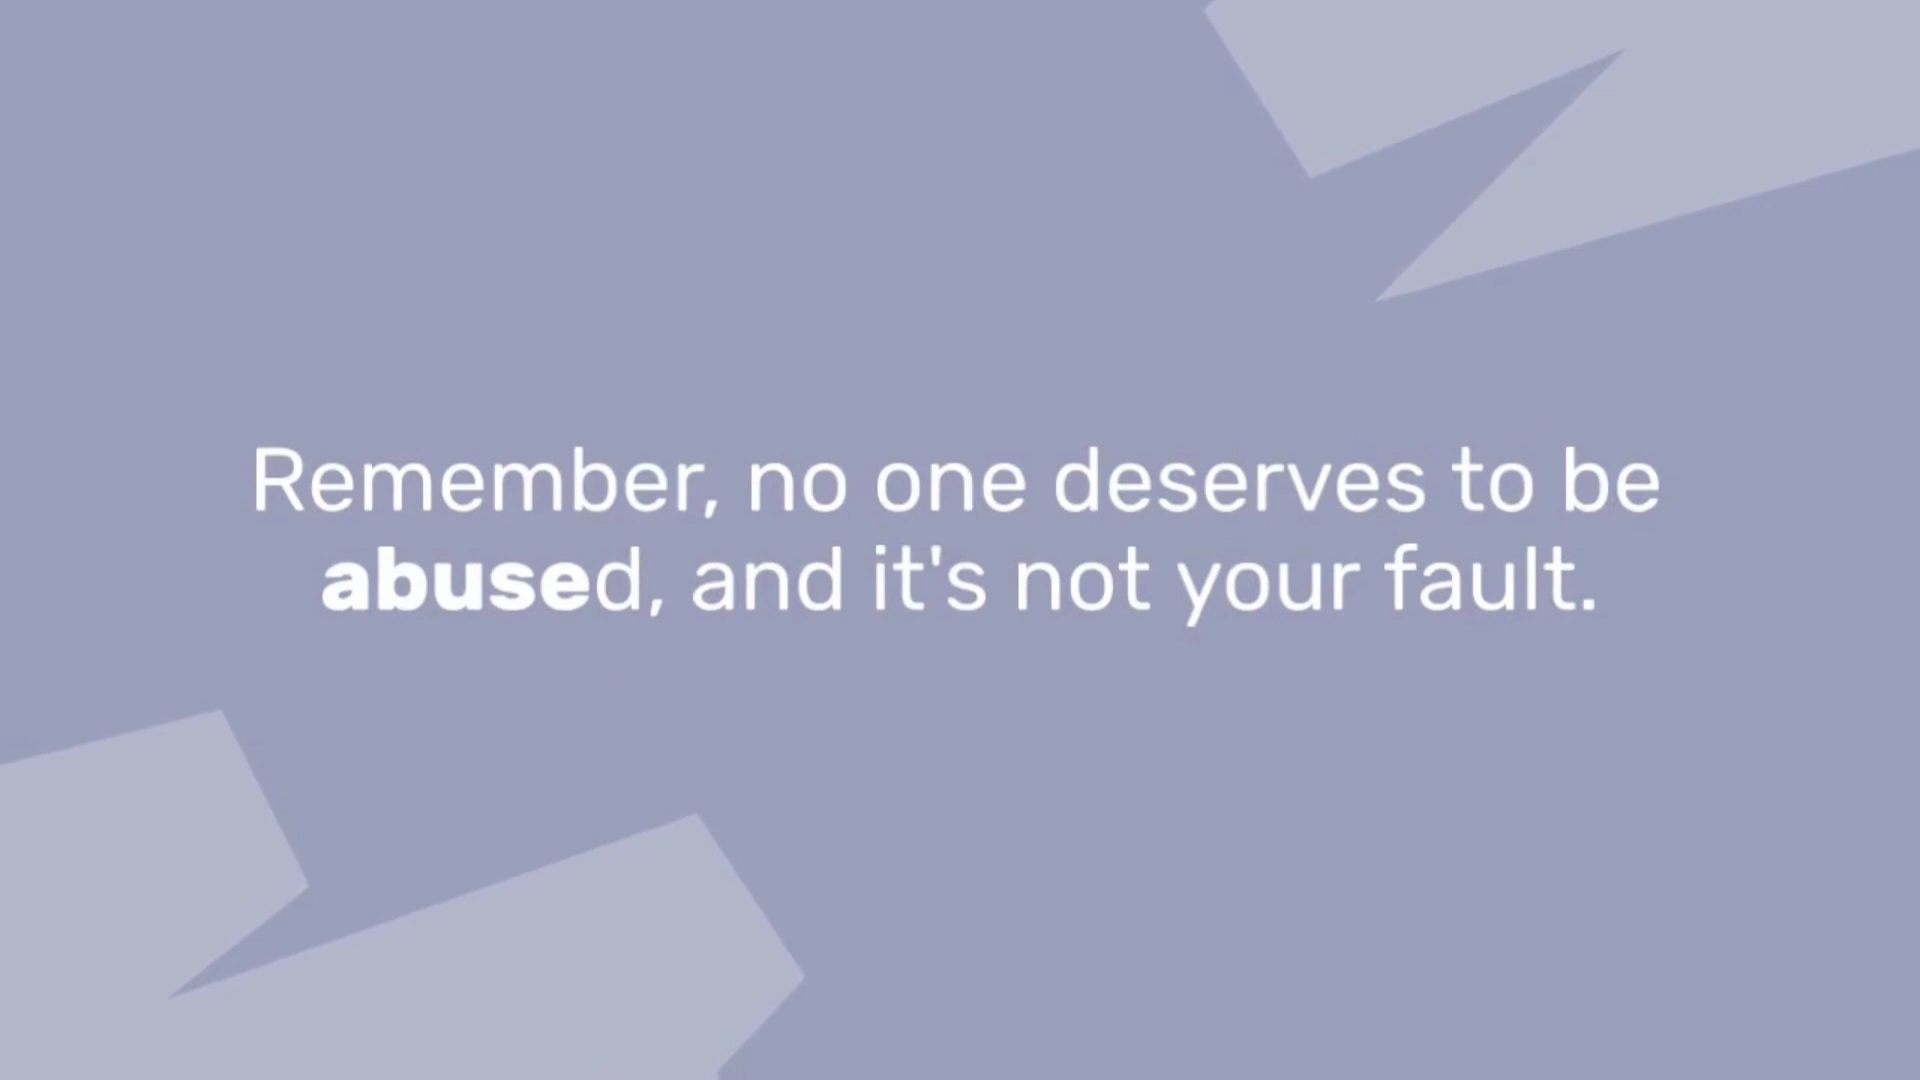 Remember, no one deserves to be
abused, and it's not your fault.